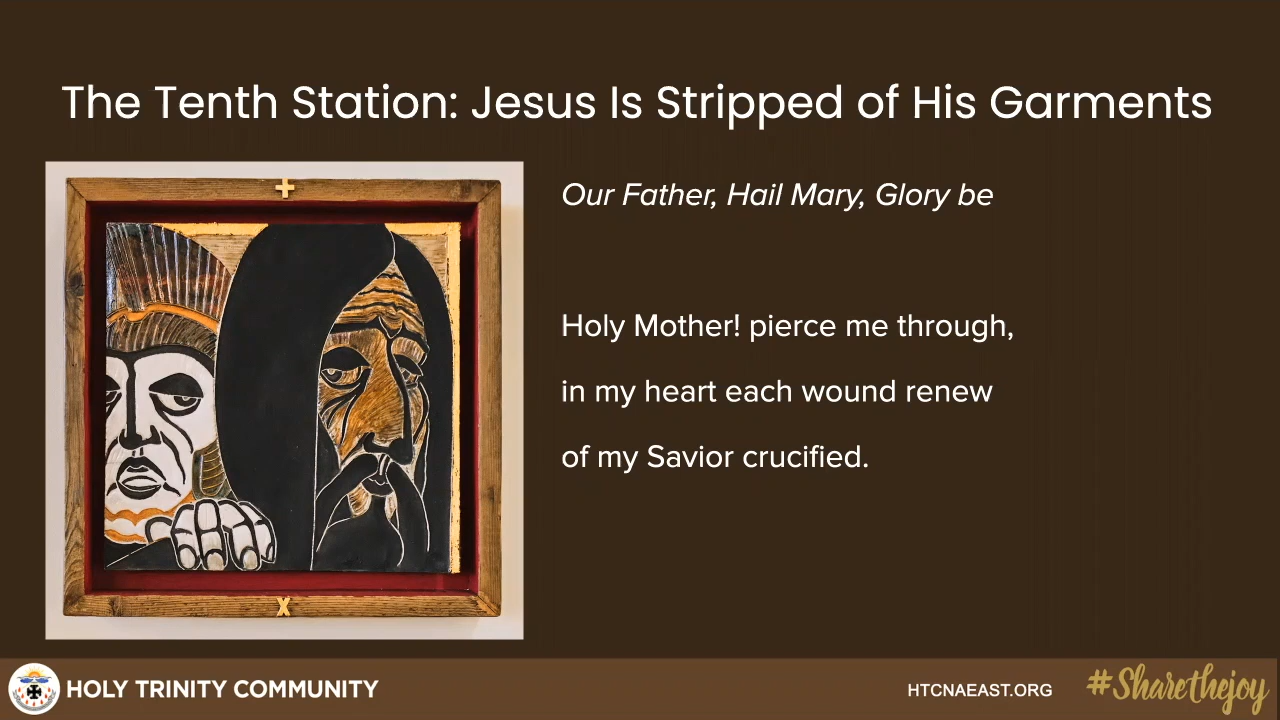 The Tenth Station: Jesus Is Stripped of His Garments
Our Father, Hail Mary, Glory be
Holy Mother! pierce me through,
in my heart each wound renew
of my Savior crucified.
X
HOLY TRINITY COMMUNITY
HTCNAEAST.ORG
#Sharethejoy